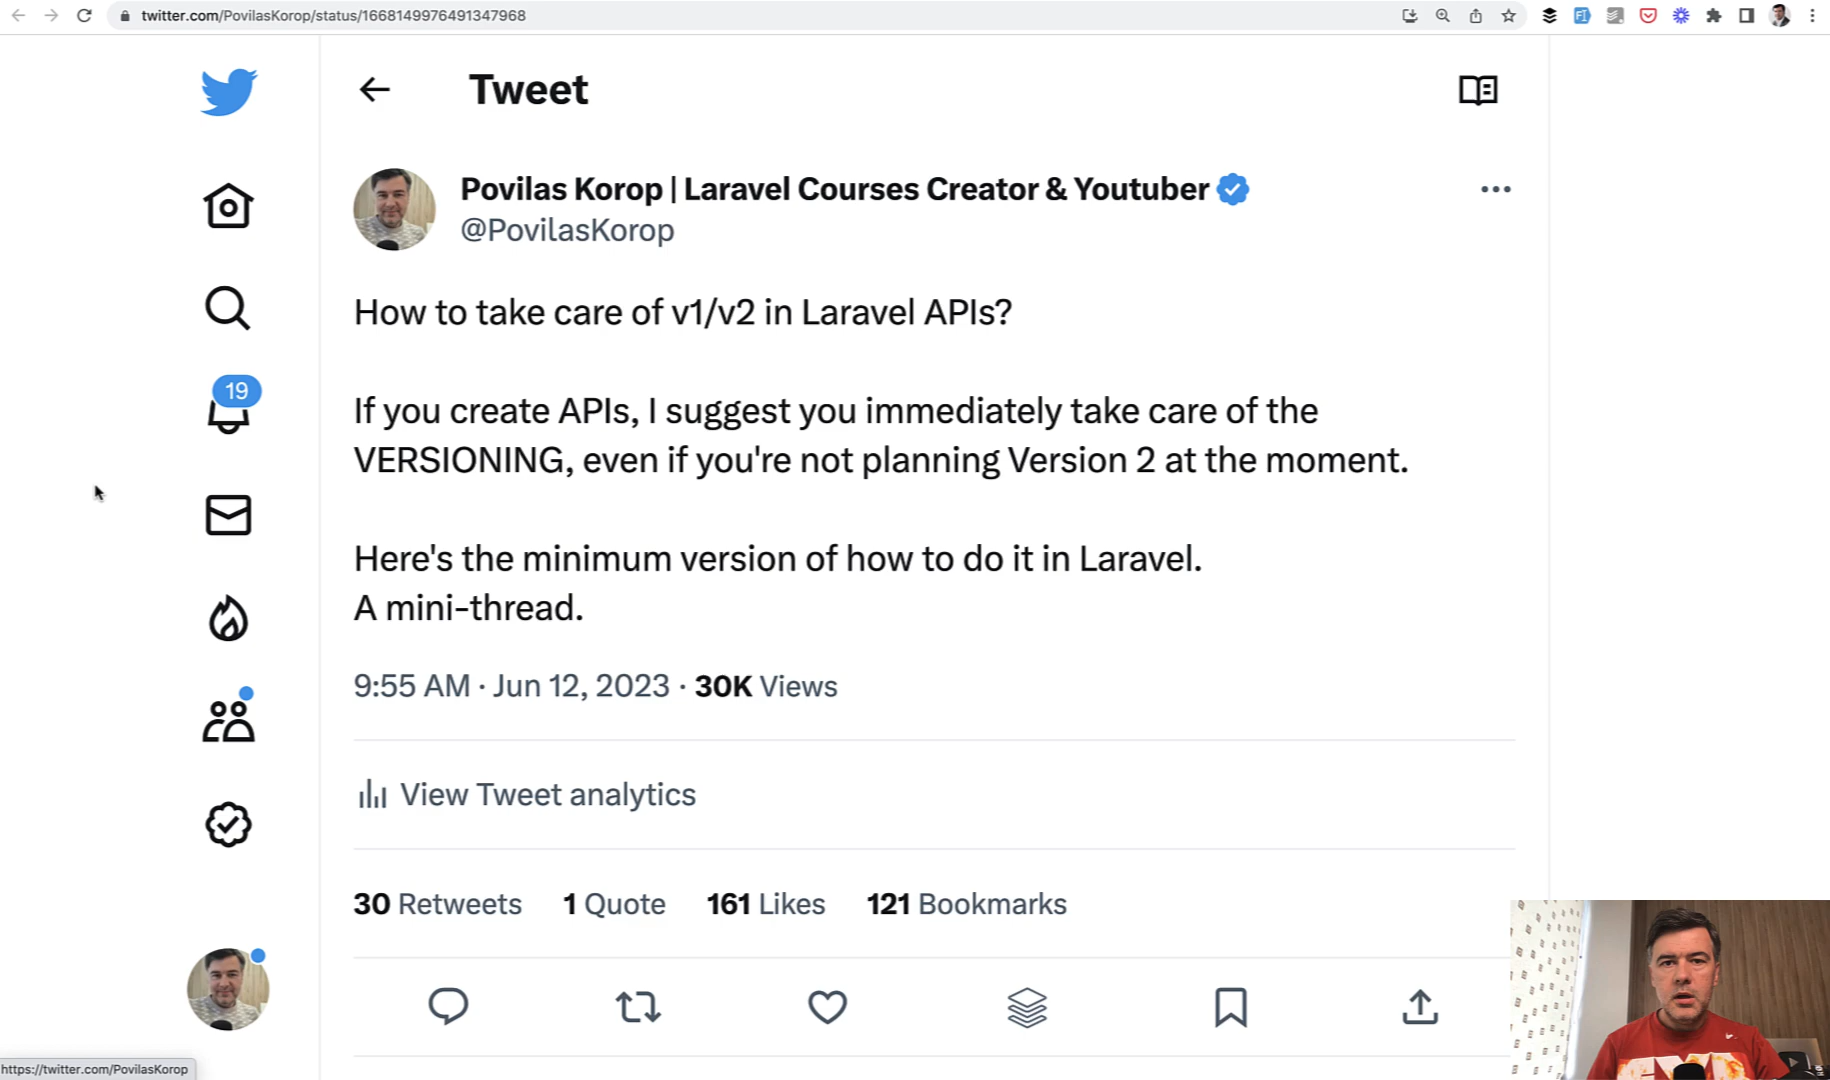 twitter.com/PovilasKorop/status/1668149976491347968
Tweet
Povilas Korop | Laravel Courses Creator & Youtuber
@PovilasKorop
How to take care of v1/v2 in Laravel APIs?
If you create APIs, I suggest you immediately take care of the
VERSIONING, even if you're not planning Version 2 at the moment.
19
Here's the minimum version of how to do it in Laravel.
A mini-thread.
9:55 AM · Jun 12, 2023 · 30K Views
View Tweet analytics
30 Retweets 1 Quote 161 Likes 121 Bookmarks
https://twitter.com/PovilasKorop